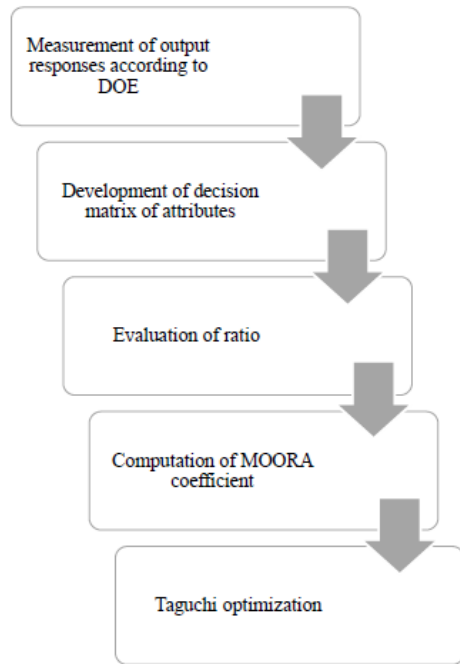 Measurement of output
responses according to
DOE
Development of decision
matrix of attributes
Evaluation of ratio
Computation of MOORA
coefficient
Taguchi optimization